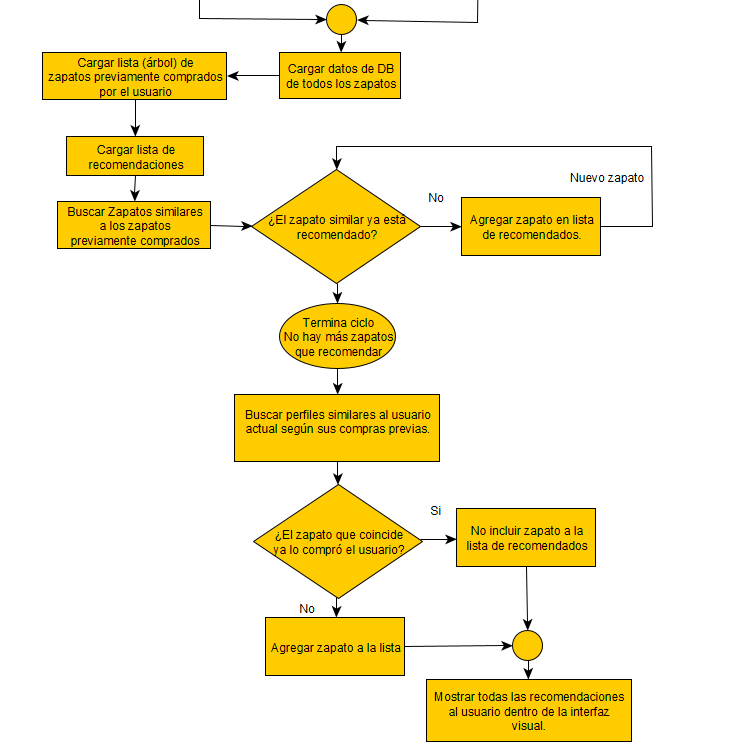 Cargar lista (árbol) de
zapatos previamente comprados
por el usuario
Cargar datos de DB
de todos los zapatos
Cargar lista de
recomendaciones
Buscar Zapatos similares
a los zapatos
previamente comprados
¿El zapato similar ya está
recomendado?
No
Agregar zapato en lista
de recomendados.
Nuevo zapato
Termina ciclo
No hay más zapatos
que recomendar
Buscar perfiles similares al usuario
actual según sus compras previas.
¿El zapato que coincide
ya lo compró el usuario?
Si
No incluir zapato a la
lista de recomendados
No
Agregar zapato a la lista
Mostrar todas las recomendaciones
al usuario dentro de la interfaz
visual.